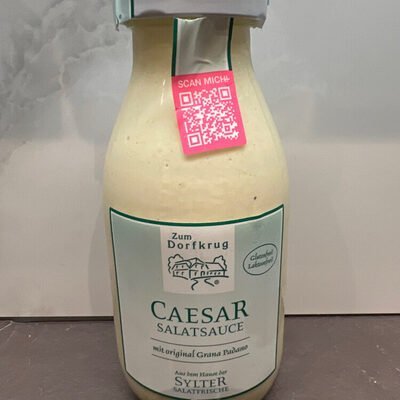 SCAN MICH!
Zum
Dorfkrug
Glutenfrei
Laktosefrei
®
CAESAR
SALATSAUCE
mit original Grana Padano
Aus dem Hause der
SYLTER
SALATFRISCHE